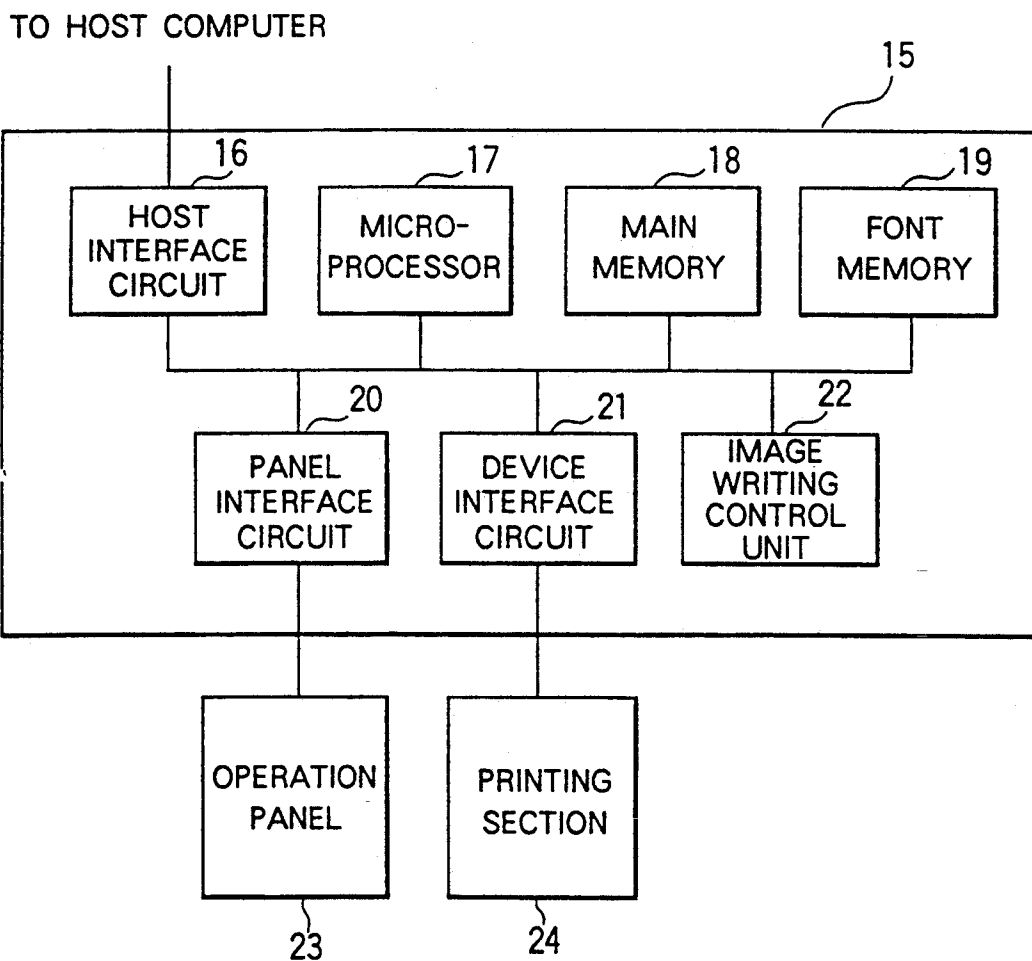 TO HOST COMPUTER
15
16
17
18
19
HOST
INTERFACE
CIRCUIT
MICRO-
PROCESSOR
MAIN
MEMORY
FONT
MEMORY
20
21
22
PANEL
INTERFACE
CIRCUIT
DEVICE
INTERFACE
CIRCUIT
IMAGE
WRITING
CONTROL
UNIT
OPERATION
PANEL
PRINTING
SECTION
23
24